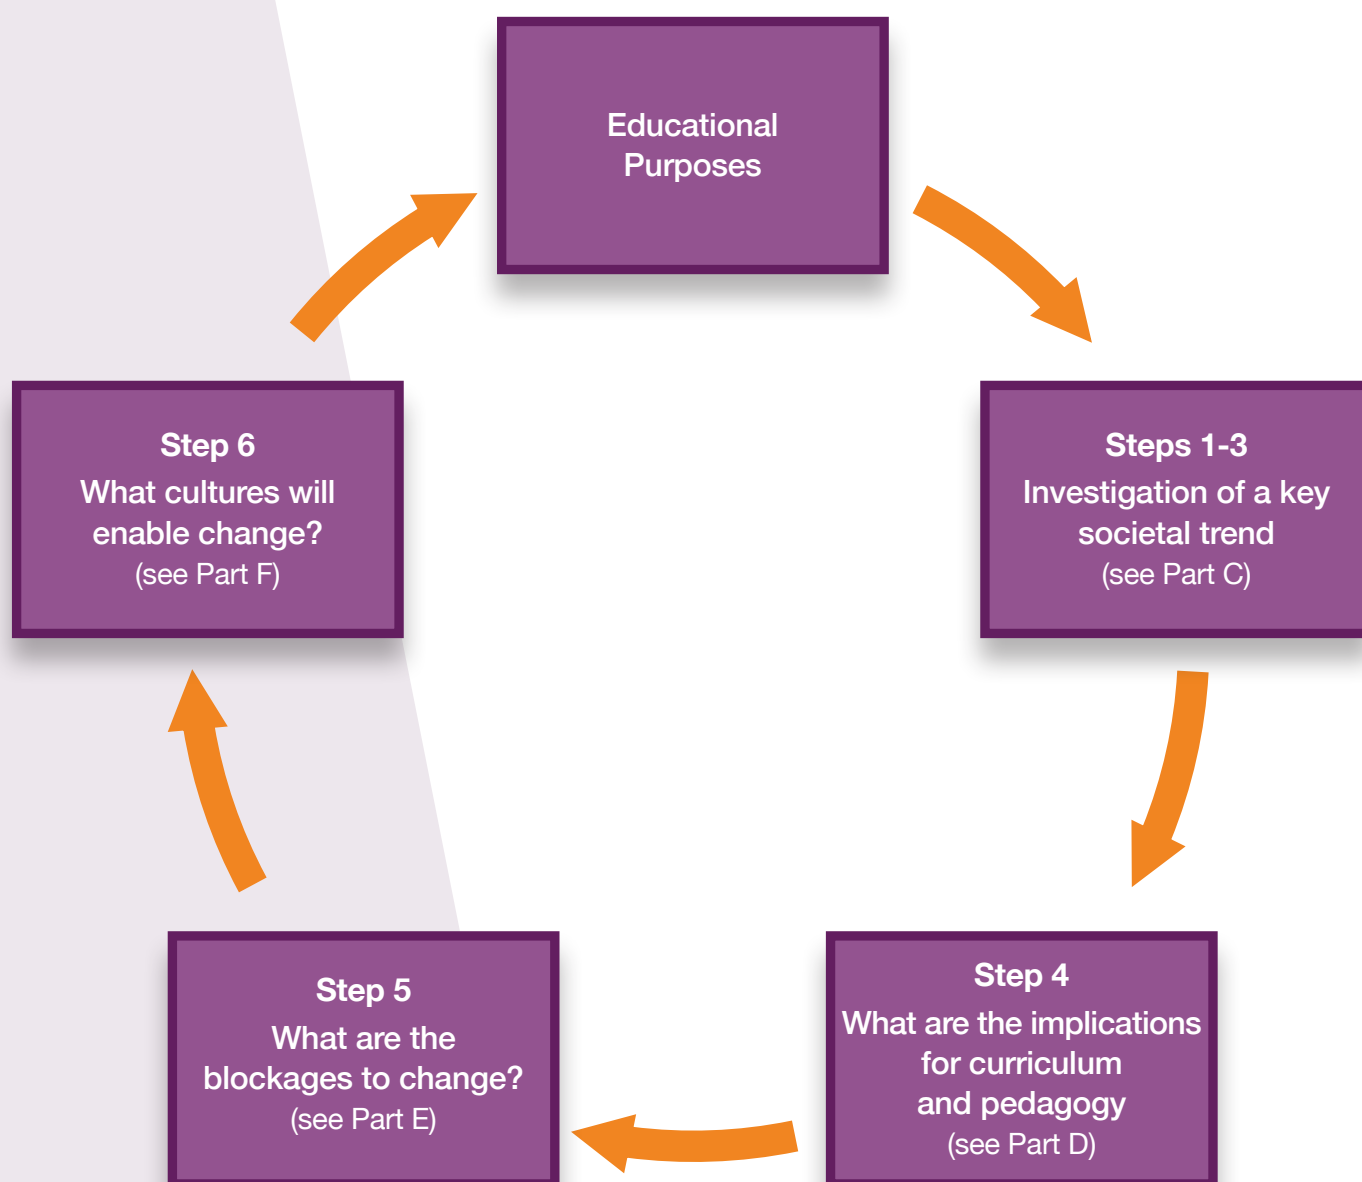 Educational
Purposes
Steps 1-3
Investigation of a key
societal trend
(see Part C)
Step 4
What are the implications
for curriculum
and pedagogy
(see Part D)
Step 5
What are the
blockages to change?
(see Part E)
Step 6
What cultures will
enable change?
(see Part F)